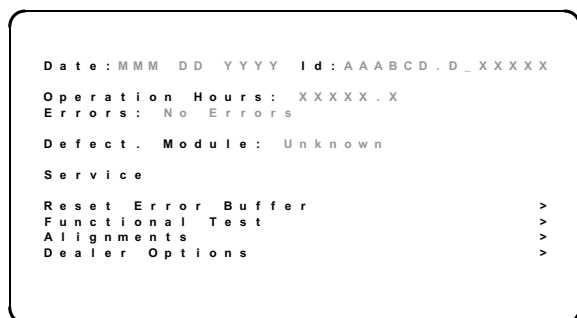 Date:MMM DD YYYY Id:AAABCD.D_XXXXX
Operation Hours: XXXXX.X
Errors: No Errors
Defect. Module: Unknown
Service
Reset Error Buffer >
Functional Test >
Alignments >
Dealer Options >